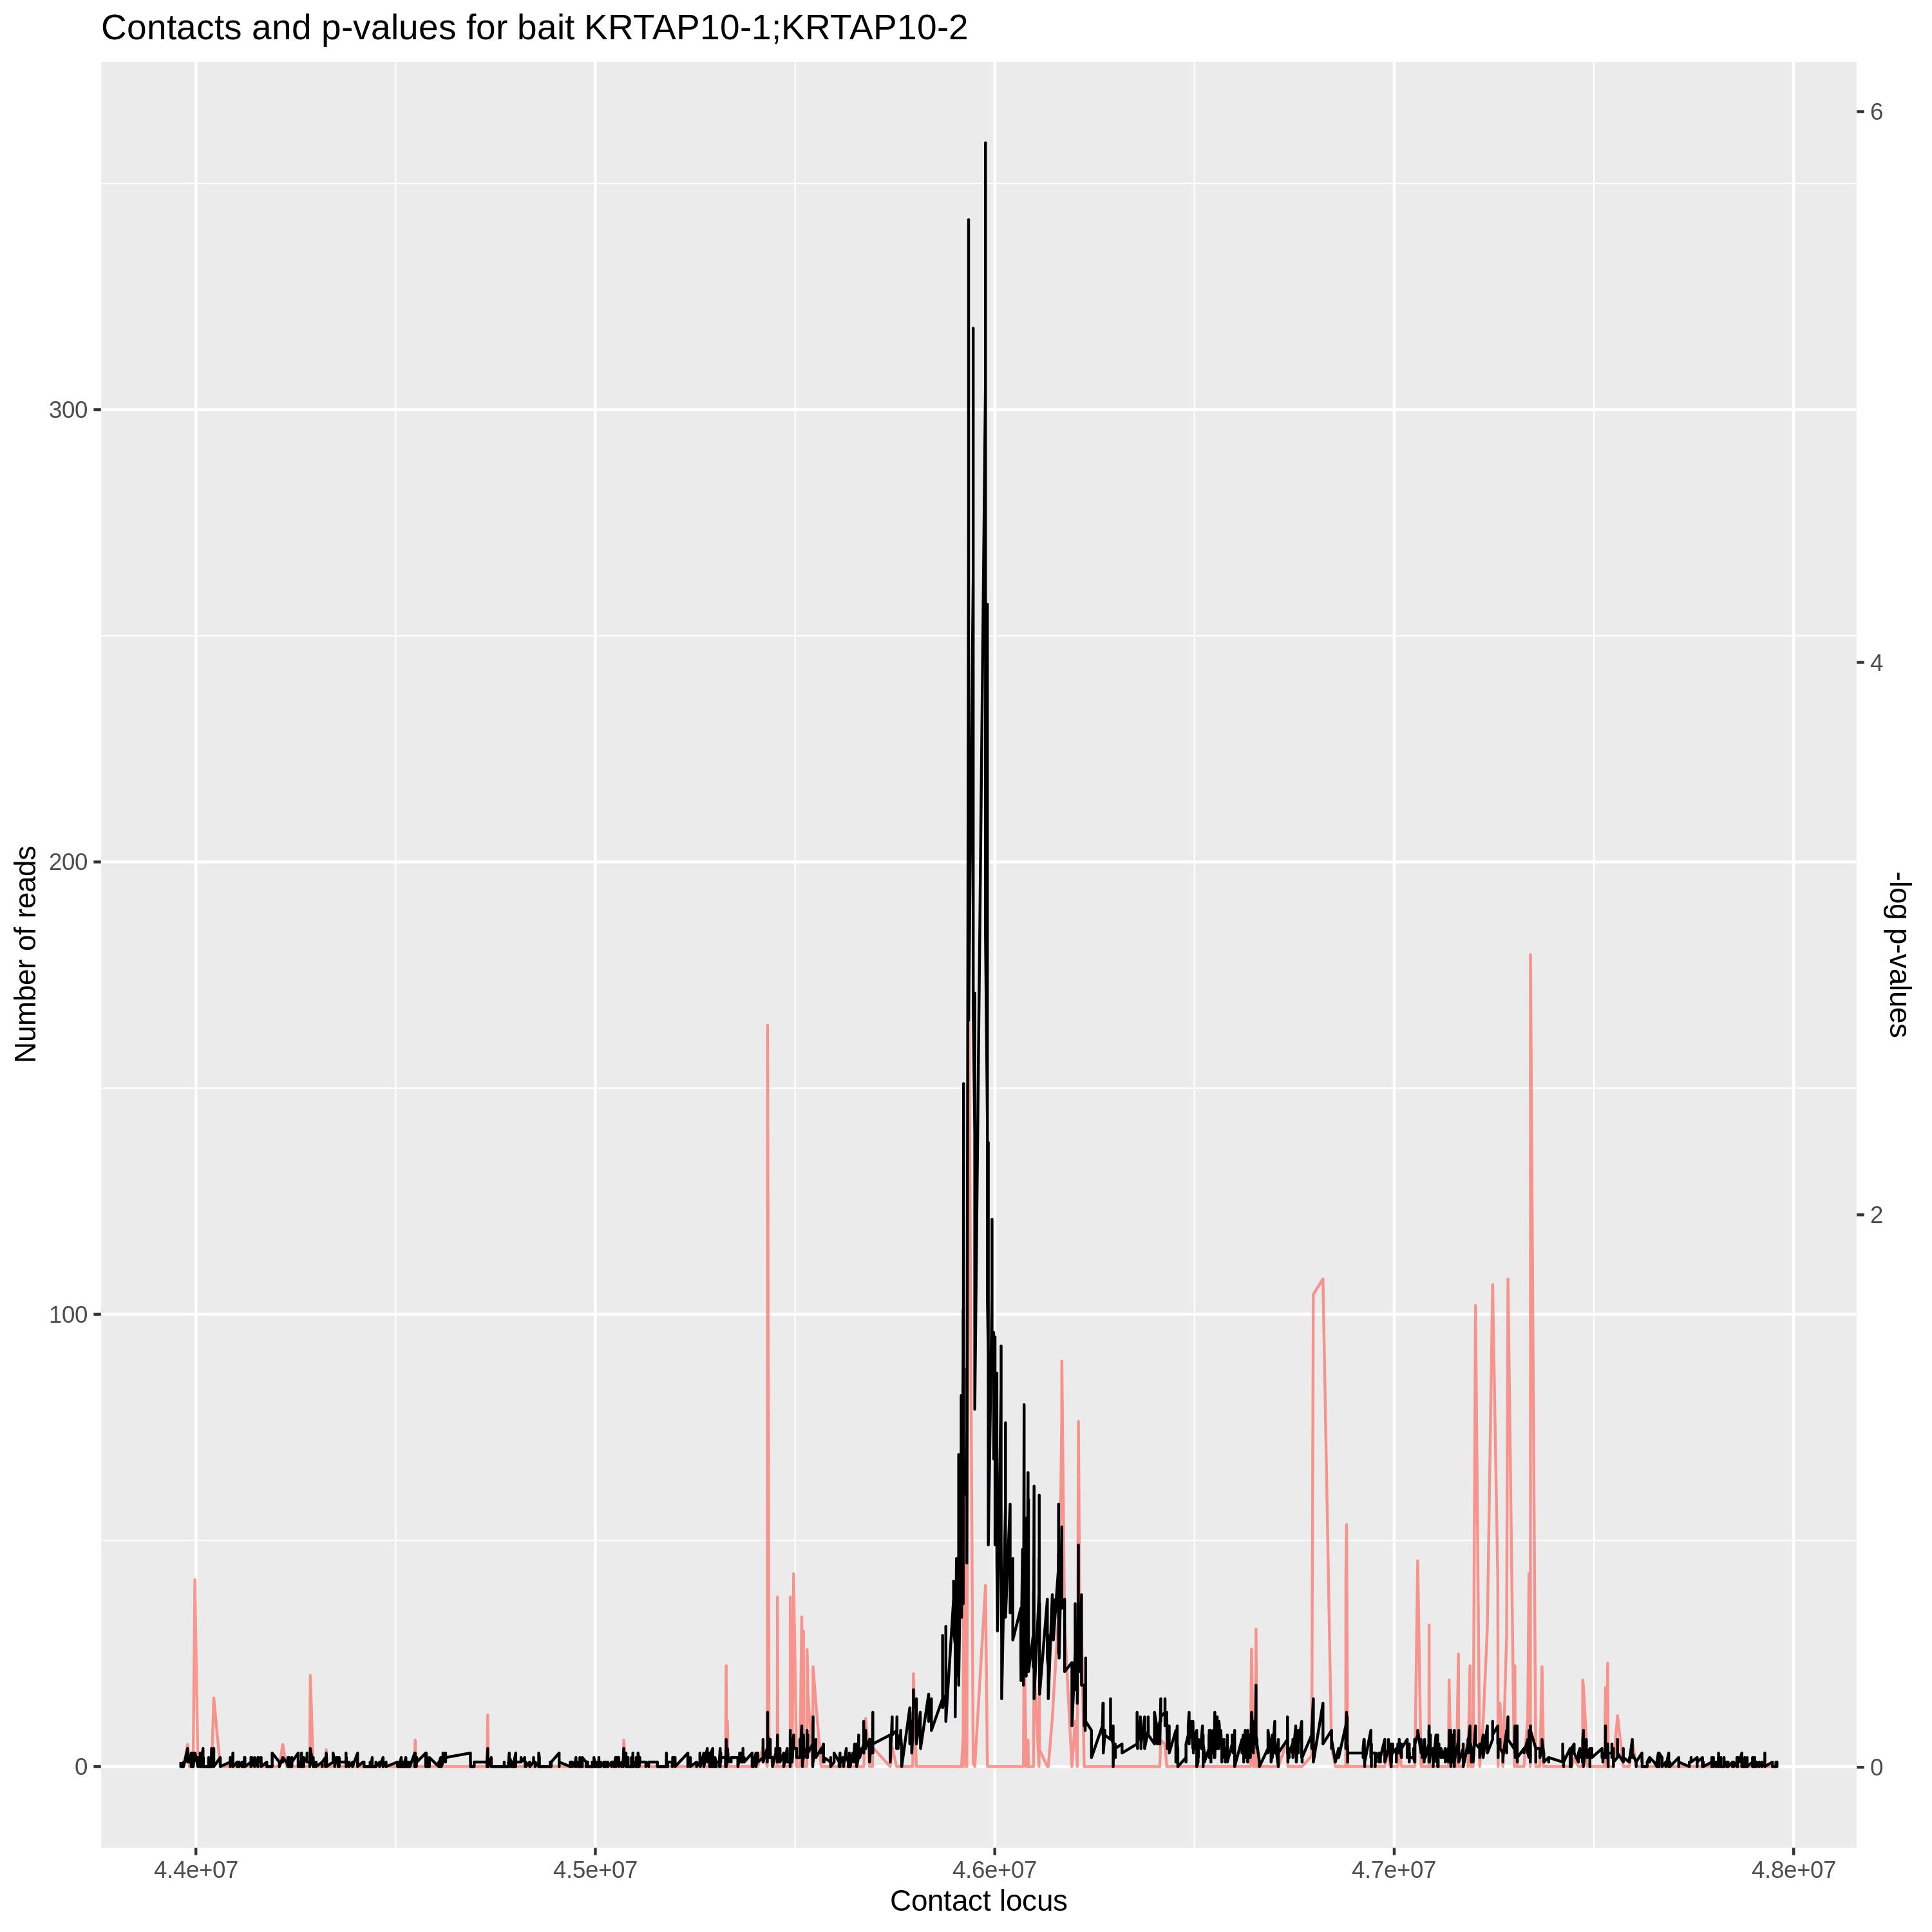 Contacts and p-values for bait KRTAP10-1;KRTAP10-2
Number of reads
300
200
100
0
6
4
2
0
-log p-values
4.4e+07
4.5e+07
4.6e+07
4.7e+07
4.8e+07
Contact locus